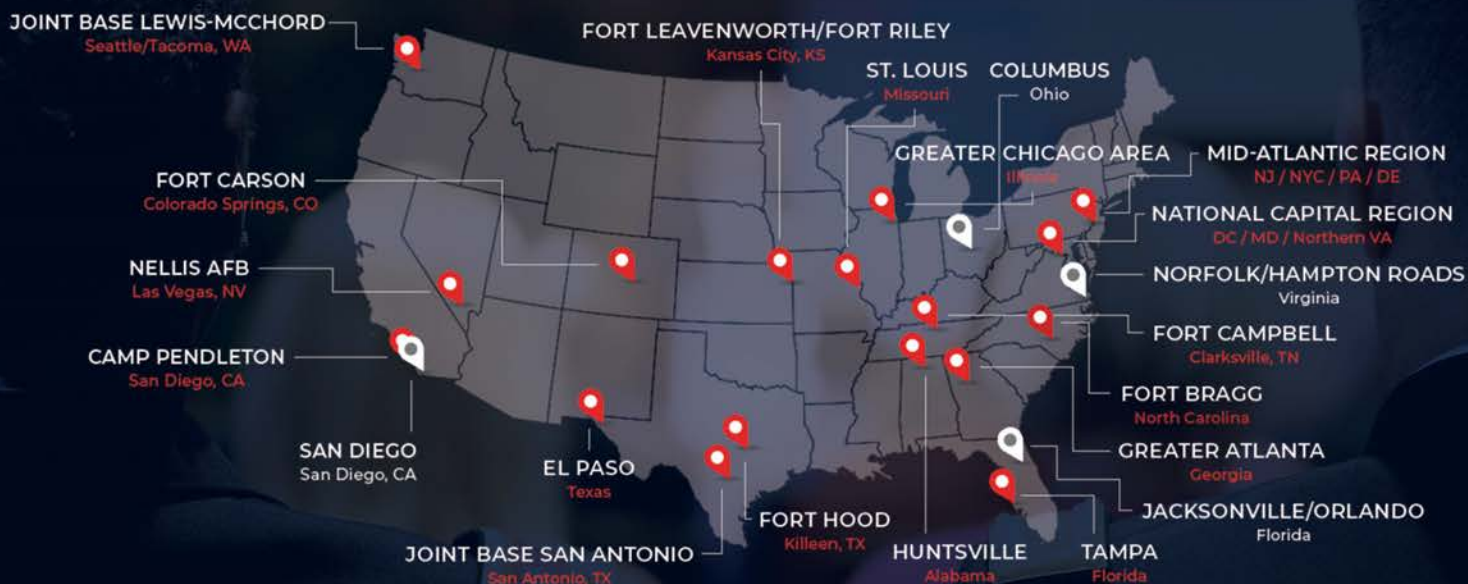 JOINT BASE LEWIS-MCCHORD
Seattle/Tacoma, WA
FORT LEAVENWORTH/FORT RILEY
Kansas City, KS
ST. LOUIS
Missouri
COLUMBUS
Ohio
GREATER CHICAGO AREA
Illinois
MID-ATLANTIC REGION
NJ / NYC / PA / DE
FORT CARSON
Colorado Springs, CO
NATIONAL CAPITAL REGION
DC / MD / Northern VA
NELLIS AFB
Las Vegas, NV
NORFOLK/HAMPTON ROADS
Virginia
FORT CAMPBELL
Clarksville, TN
CAMP PENDLETON
San Diego, CA
FORT BRAGG
North Carolina
SAN DIEGO
San Diego, CA
EL PASO
Texas
GREATER ATLANTA
Georgia
FORT HOOD
Killeen, TX
JACKSONVILLE/ORLANDO
Florida
JOINT BASE SAN ANTONIO
San Antonio, TX
HUNTSVILLE
Alabama
TAMPA
Florida